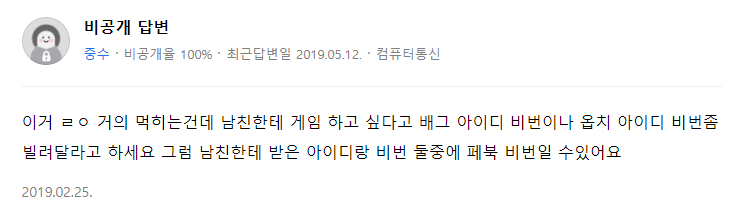 비공개 답변
중수 · 비공개율 100% · 최근답변일 2019.05.12. · 컴퓨터통신
이거 ㄹㅇ 거의 먹히는건데 남친한테 게임 하고 싶다고 배그 아이디 비번이나 옵치 아이디 비번좀
빌려달라고 하세요 그럼 남친한테 받은 아이디랑 비번 둘중에 페북 비번일 수있어요
2019.02.25.